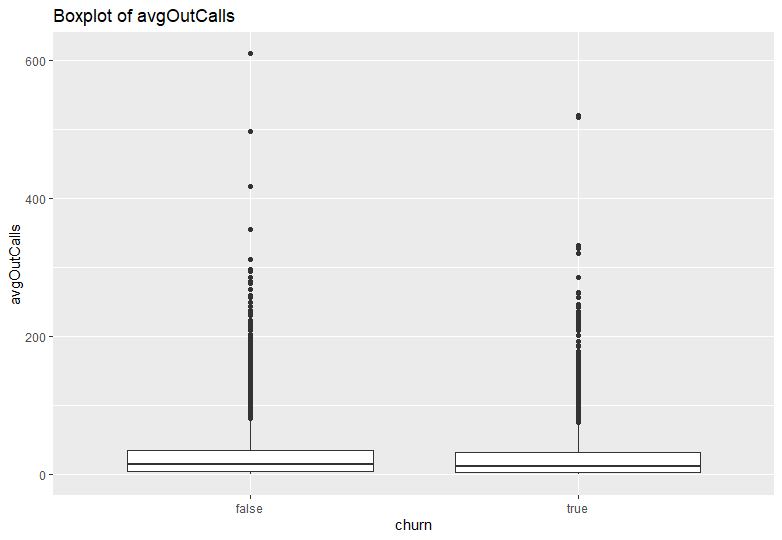 Boxplot of avgOutCalls
600
400
200
0
avgOutCalls
false
true
churn